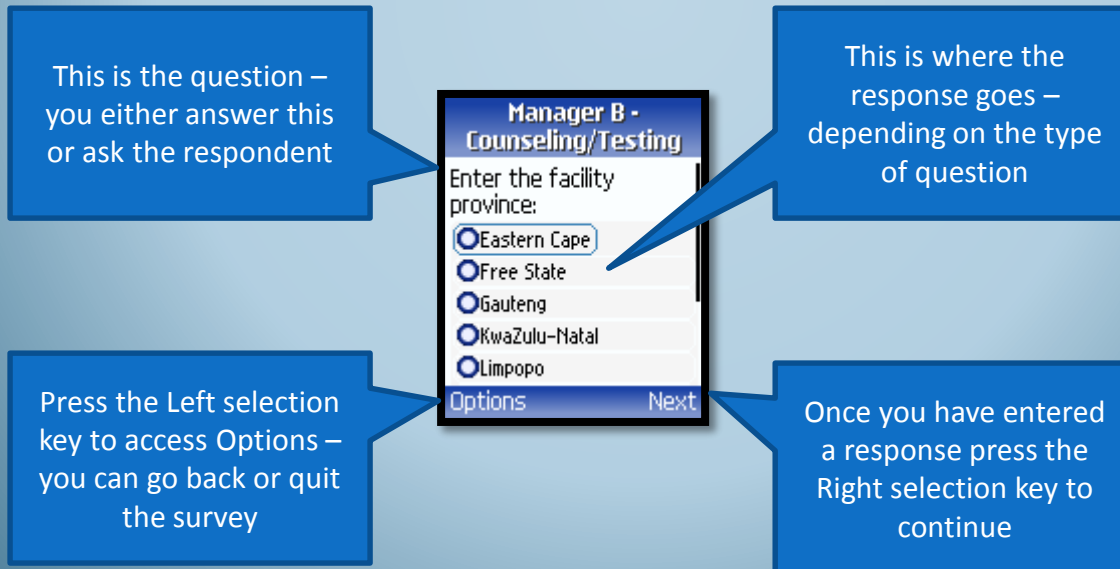 This is the question –
you either answer this
or ask the respondent
This is where the
response goes –
depending on the type
of question
Manager B -
Counseling/Testing
Enter the facility
province:
Eastern Cape
Free State
Gauteng
KwaZulu-Natal
Limpopo
Options
Next
Press the Left selection
key to access Options –
you can go back or quit
the survey
Once you have entered
a response press the
Right selection key to
continue